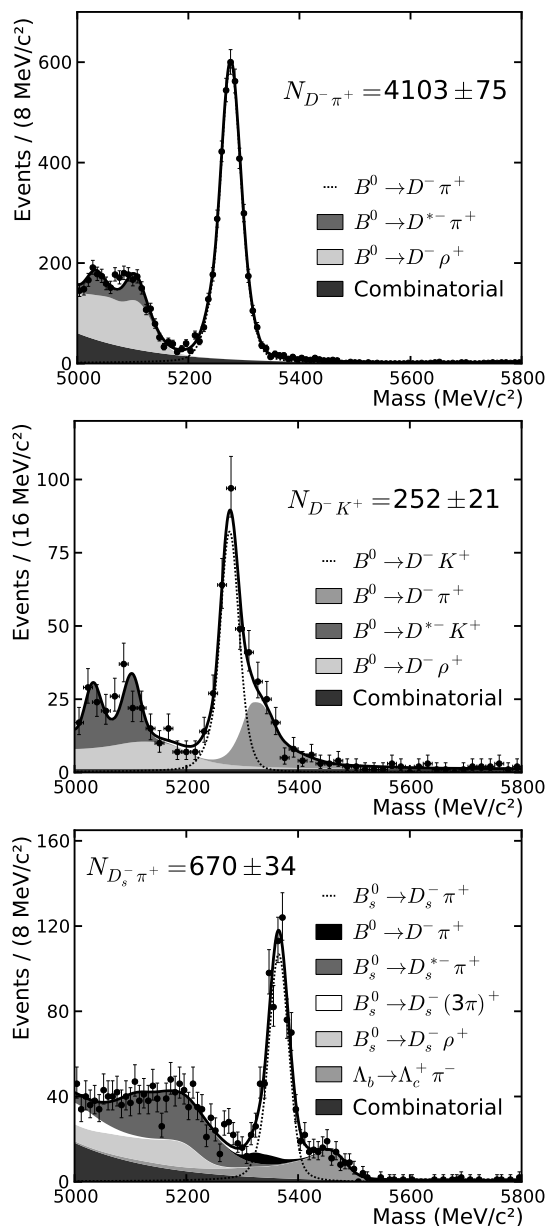 Events / (8 MeV/c²)
600
400
200
0
N_{D⁻π⁺}=4103±75
B⁰→D⁻π⁺
B⁰→D*⁻π⁺
B⁰→D⁻ρ⁺
Combinatorial
5000 5200 5400 5600 5800
Mass (MeV/c²)
Events / (16 MeV/c²)
100
75
50
25
0
N_{D⁻K⁺}=252±21
B⁰→D⁻K⁺
B⁰→D⁻π⁺
B⁰→D*⁻K⁺
B⁰→D⁻ρ⁺
Combinatorial
5000 5200 5400 5600 5800
Mass (MeV/c²)
Events / (8 MeV/c²)
160
120
80
40
0
N_{D_s⁻π⁺}=670±34
B_s⁰→D_s⁻π⁺
B⁰→D⁻π⁺
B_s⁰→D_s*⁻π⁺
B_s⁰→D_s⁻(3π)⁺
B_s⁰→D_s⁻ρ⁺
Λ_b→Λ_c⁺π⁻
Combinatorial
5000 5200 5400 5600 5800
Mass (MeV/c²)